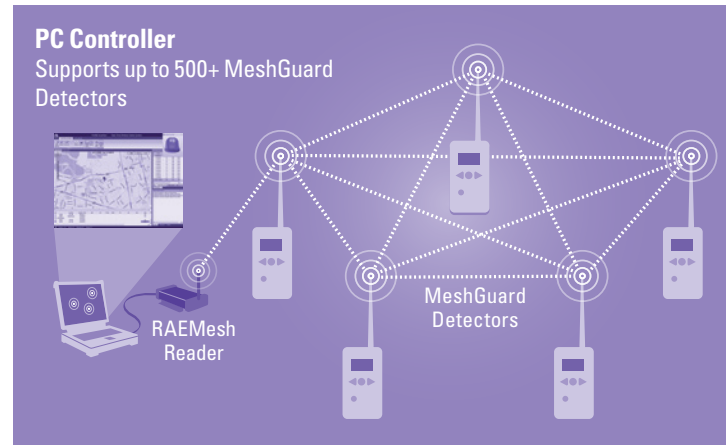 PC Controller
Supports up to 500+ MeshGuard
Detectors
MeshGuard
Detectors
RAEMesh
Reader